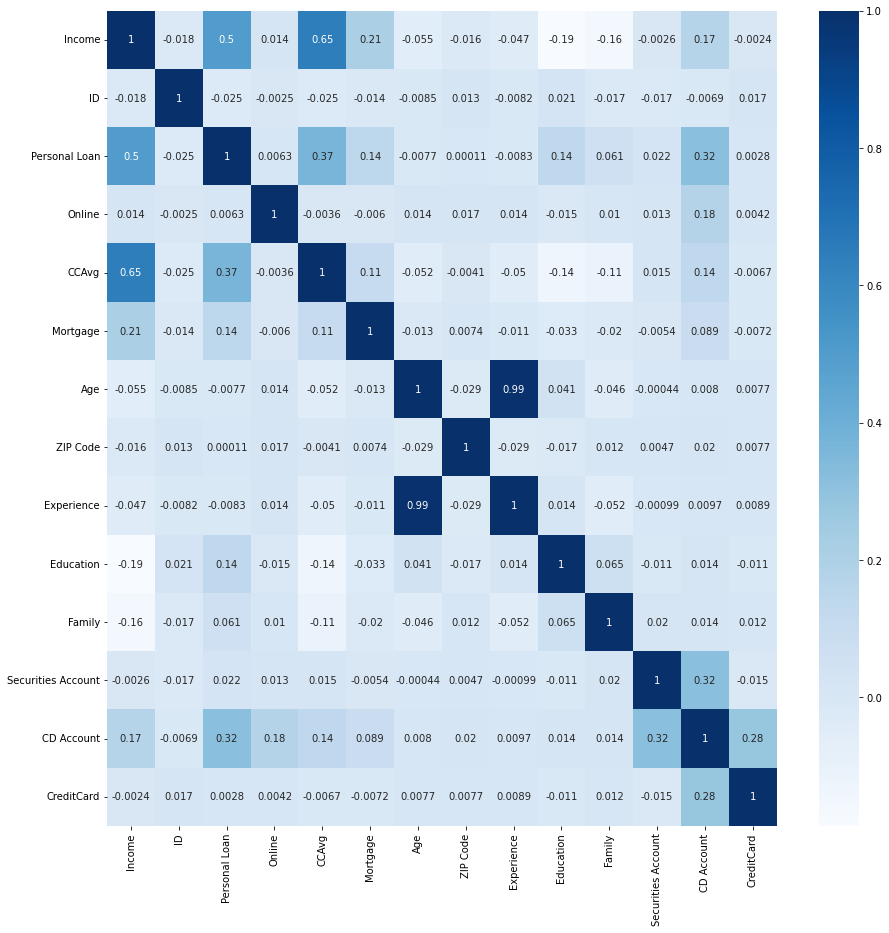 Income 1 -0.018 0.5 0.014 0.65 0.21 -0.055 -0.016 -0.047 -0.19 -0.16 -0.0026 0.17 -0.0024
ID -0.018 1 -0.025 -0.0025 -0.025 -0.014 -0.0085 0.013 -0.0082 0.021 -0.017 -0.017 -0.0069 0.017
Personal Loan 0.5 -0.025 1 0.0063 0.37 0.14 -0.0077 0.00011 -0.0083 0.14 0.061 0.022 0.32 0.0028
Online 0.014 -0.0025 0.0063 1 -0.0036 -0.006 0.014 0.017 0.014 -0.015 0.01 0.013 0.18 0.0042
CCAvg 0.65 -0.025 0.37 -0.0036 1 0.11 -0.052 -0.0041 -0.05 -0.14 -0.11 0.015 0.14 -0.0067
Mortgage 0.21 -0.014 0.14 -0.006 0.11 1 -0.013 0.0074 -0.011 -0.033 -0.02 -0.0054 0.089 -0.0072
Age -0.055 -0.0085 -0.0077 0.014 -0.052 -0.013 1 -0.029 0.99 0.041 -0.046 -0.00044 0.008 0.0077
ZIP Code -0.016 0.013 0.00011 0.017 -0.0041 0.0074 -0.029 1 -0.029 -0.017 0.012 0.0047 0.02 0.0077
Experience -0.047 -0.0082 -0.0083 0.014 -0.05 -0.011 0.99 -0.029 1 0.014 -0.052 -0.00099 0.0097 0.0089
Education -0.19 0.021 0.14 -0.015 -0.14 -0.033 0.041 -0.017 0.014 1 0.065 -0.011 0.014 -0.011
Family -0.16 -0.017 0.061 0.01 -0.11 -0.02 -0.046 0.012 -0.052 0.065 1 0.02 0.014 0.012
Securities Account -0.0026 -0.017 0.022 0.013 0.015 -0.0054 -0.00044 0.0047 -0.00099 -0.011 0.02 1 0.32 -0.015
CD Account 0.17 -0.0069 0.32 0.18 0.14 0.089 0.008 0.02 0.0097 0.014 0.014 0.32 1 0.28
CreditCard -0.0024 0.017 0.0028 0.0042 -0.0067 -0.0072 0.0077 0.0077 0.0089 -0.011 0.012 -0.015 0.28 1
Income ID Personal Loan Online CCAvg Mortgage Age ZIP Code Experience Education Family Securities Account CD Account CreditCard
1.0
0.8
0.6
0.4
0.2
0.0